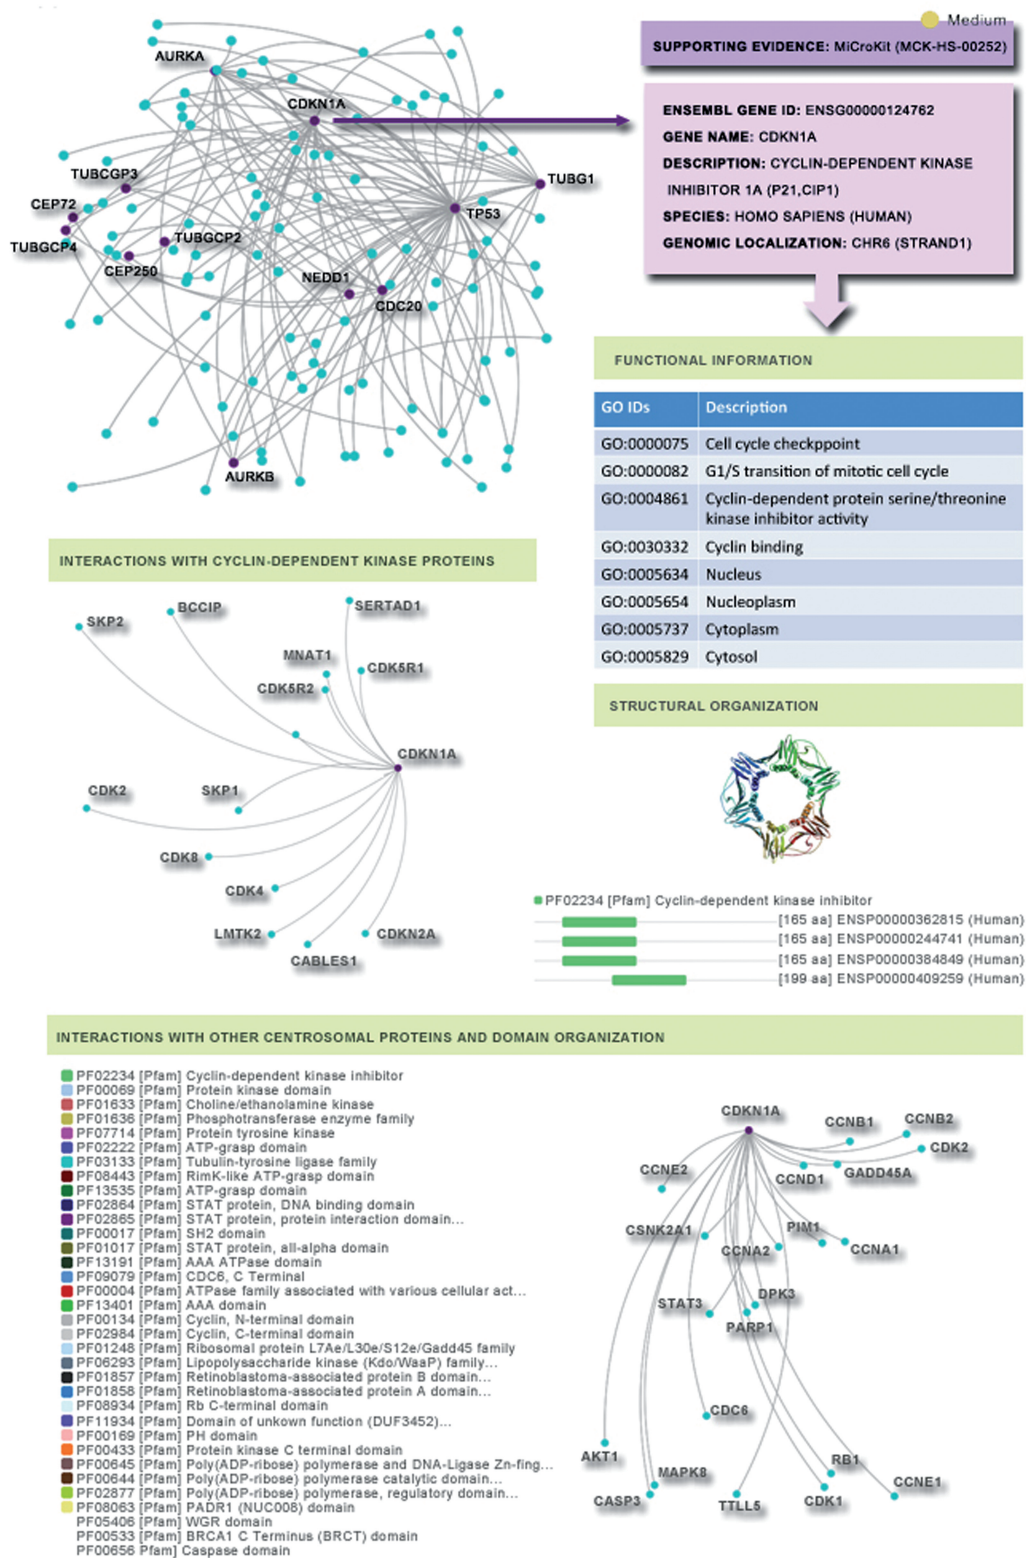 Medium
SUPPORTING EVIDENCE: MiCroKit (MCK-HS-00252)
AURKA
CDKN1A
TUBCGP3
CEP72
TUBGCP4
TUBGCP2
CEP250
TUBG1
TP53
NEDD1
CDC20
AURKB
ENSEMBL GENE ID: ENSG00000124762
GENE NAME: CDKN1A
DESCRIPTION: CYCLIN-DEPENDENT KINASE
INHIBITOR 1A (P21,CIP1)
SPECIES: HOMO SAPIENS (HUMAN)
GENOMIC LOCALIZATION: CHR6 (STRAND1)
FUNCTIONAL INFORMATION
GO IDs Description
GO:0000075 Cell cycle checkppoint
GO:0000082 G1/S transition of mitotic cell cycle
GO:0004861 Cyclin-dependent protein serine/threonine
kinase inhibitor activity
GO:0030332 Cyclin binding
GO:0005634 Nucleus
GO:0005654 Nucleoplasm
GO:0005737 Cytoplasm
GO:0005829 Cytosol
INTERACTIONS WITH CYCLIN-DEPENDENT KINASE PROTEINS
SKP2
BCCIP
SERTAD1
MNAT1
CDK5R1
CDK5R2
CDKN1A
CDK2
SKP1
CDK8
CDK4
LMTK2
CDKN2A
CABLES1
STRUCTURAL ORGANIZATION
PF02234 [Pfam] Cyclin-dependent kinase inhibitor
[165 aa] ENSP00000362815 (Human)
[165 aa] ENSP00000244741 (Human)
[165 aa] ENSP00000384849 (Human)
[199 aa] ENSP00000409259 (Human)
INTERACTIONS WITH OTHER CENTROSOMAL PROTEINS AND DOMAIN ORGANIZATION
PF02234 [Pfam] Cyclin-dependent kinase inhibitor
PF00069 [Pfam] Protein kinase domain
PF01633 [Pfam] Choline/ethanolamine kinase
PF01636 [Pfam] Phosphotransferase enzyme family
PF07714 [Pfam] Protein tyrosine kinase
PF02222 [Pfam] ATP-grasp domain
PF03133 [Pfam] Tubulin-tyrosine ligase family
PF08443 [Pfam] RimK-like ATP-grasp domain
PF13535 [Pfam] ATP-grasp domain
PF02864 [Pfam] STAT protein, DNA binding domain
PF02865 [Pfam] STAT protein, protein interaction domain...
PF00017 [Pfam] SH2 domain
PF01017 [Pfam] STAT protein, all-alpha domain
PF13191 [Pfam] AAA ATPase domain
PF09079 [Pfam] CDC6, C Terminal
PF00004 [Pfam] ATPase family associated with various cellular act...
PF13401 [Pfam] AAA domain
PF00134 [Pfam] Cyclin, N-terminal domain
PF02984 [Pfam] Cyclin, C-terminal domain
PF01248 [Pfam] Ribosomal protein L7Ae/L30e/S12e/Gadd45 family
PF06293 [Pfam] Lipopolysaccharide kinase (Kdo/WaaP) family...
PF01857 [Pfam] Retinoblastoma-associated protein B domain...
PF01858 [Pfam] Retinoblastoma-associated protein A domain...
PF08934 [Pfam] Rb C-terminal domain
PF11934 [Pfam] Domain of unkown function (DUF3452)...
PF00169 [Pfam] PH domain
PF00433 [Pfam] Protein kinase C terminal domain
PF00645 [Pfam] Poly(ADP-ribose) polymerase and DNA-Ligase Zn-fing...
PF00644 [Pfam] Poly(ADP-ribose) polymerase catalytic domain...
PF02877 [Pfam] Poly(ADP-ribose) polymerase, regulatory domain...
PF08063 [Pfam] PADR1 (NUC008) domain
PF05406 [Pfam] WGR domain
PF00533 [Pfam] BRCA1 C Terminus (BRCT) domain
PF00656 Pfam] Caspase domain
CDKN1A
CCNB1
CCNB2
CDK2
CCNE2
CCND1
GADD45A
CSNK2A1
CCNA2
PIM1
CCNA1
STAT3
DPK3
PARP1
CDC6
AKT1
MAPK8
CASP3
TTLL5
RB1
CDK1
CCNE1